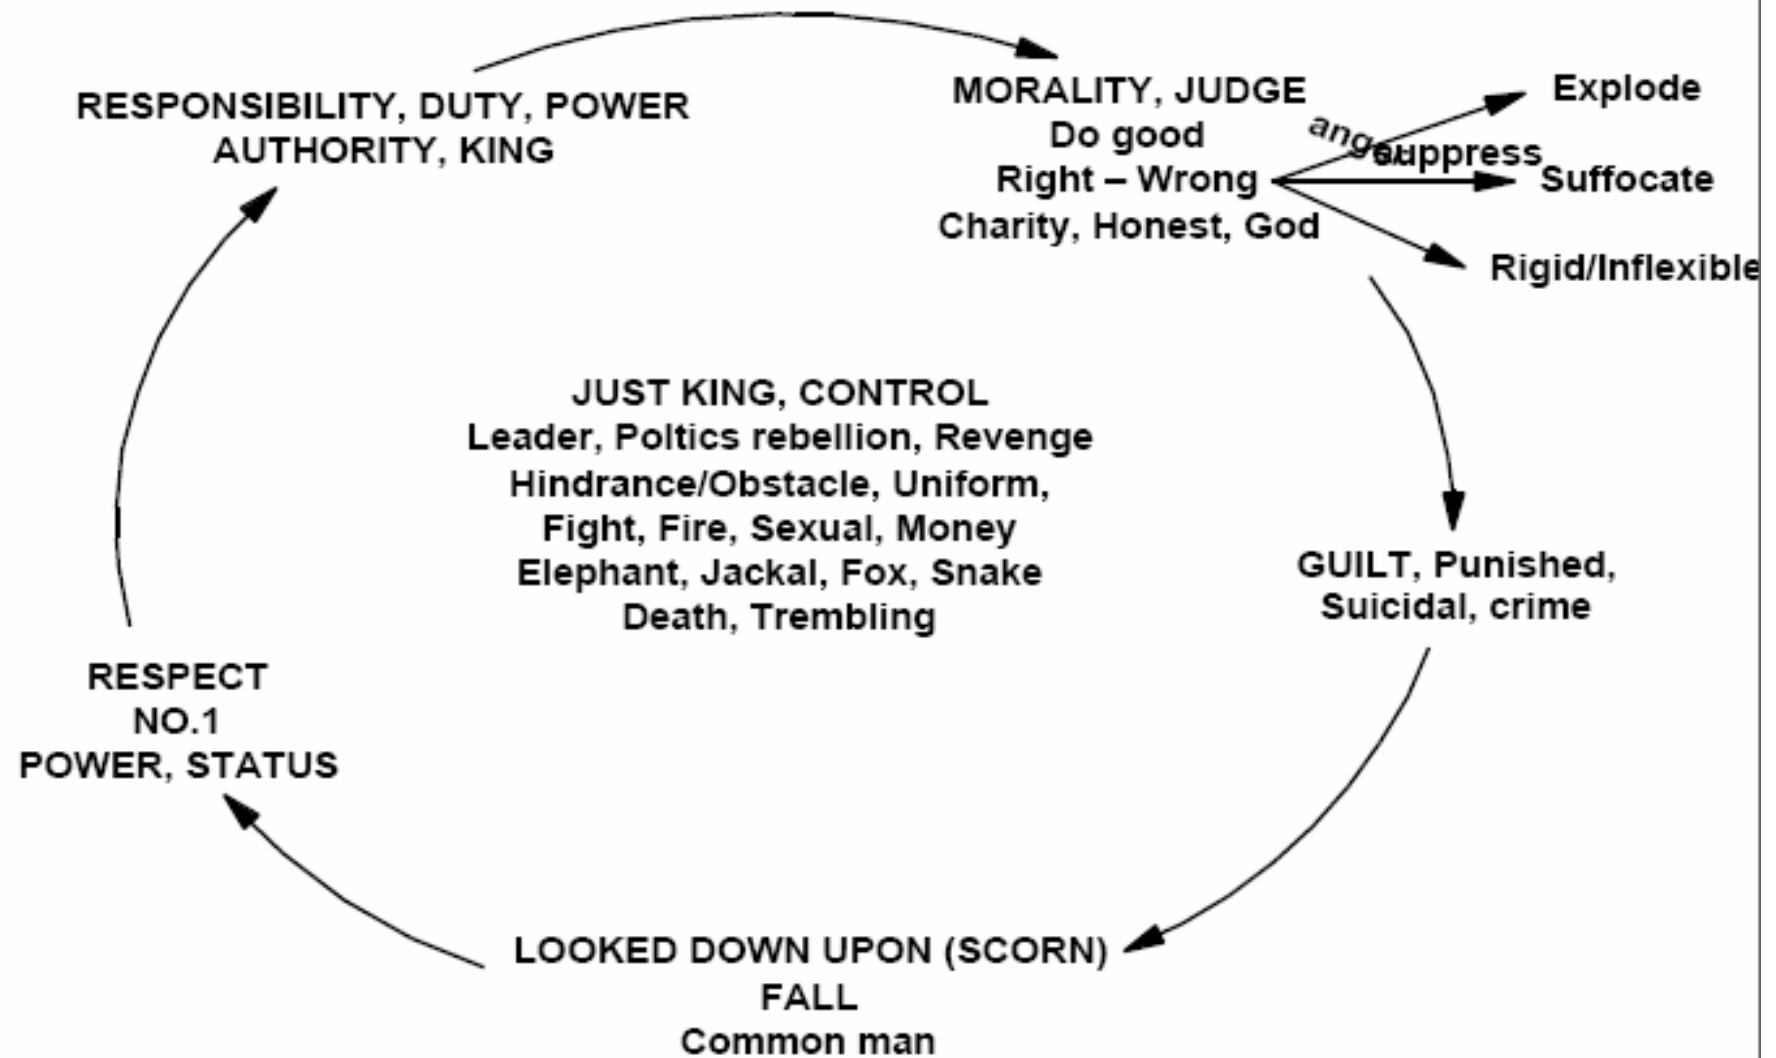 RESPONSIBILITY, DUTY, POWER
AUTHORITY, KING
MORALITY, JUDGE
Do good
Right – Wrong
Charity, Honest, God
anger
suppress
Explode
Suffocate
Rigid/Inflexible
JUST KING, CONTROL
Leader, Poltics rebellion, Revenge
Hindrance/Obstacle, Uniform,
Fight, Fire, Sexual, Money
Elephant, Jackal, Fox, Snake
Death, Trembling
GUILT, Punished,
Suicidal, crime
RESPECT
NO.1
POWER, STATUS
LOOKED DOWN UPON (SCORN)
FALL
Common man